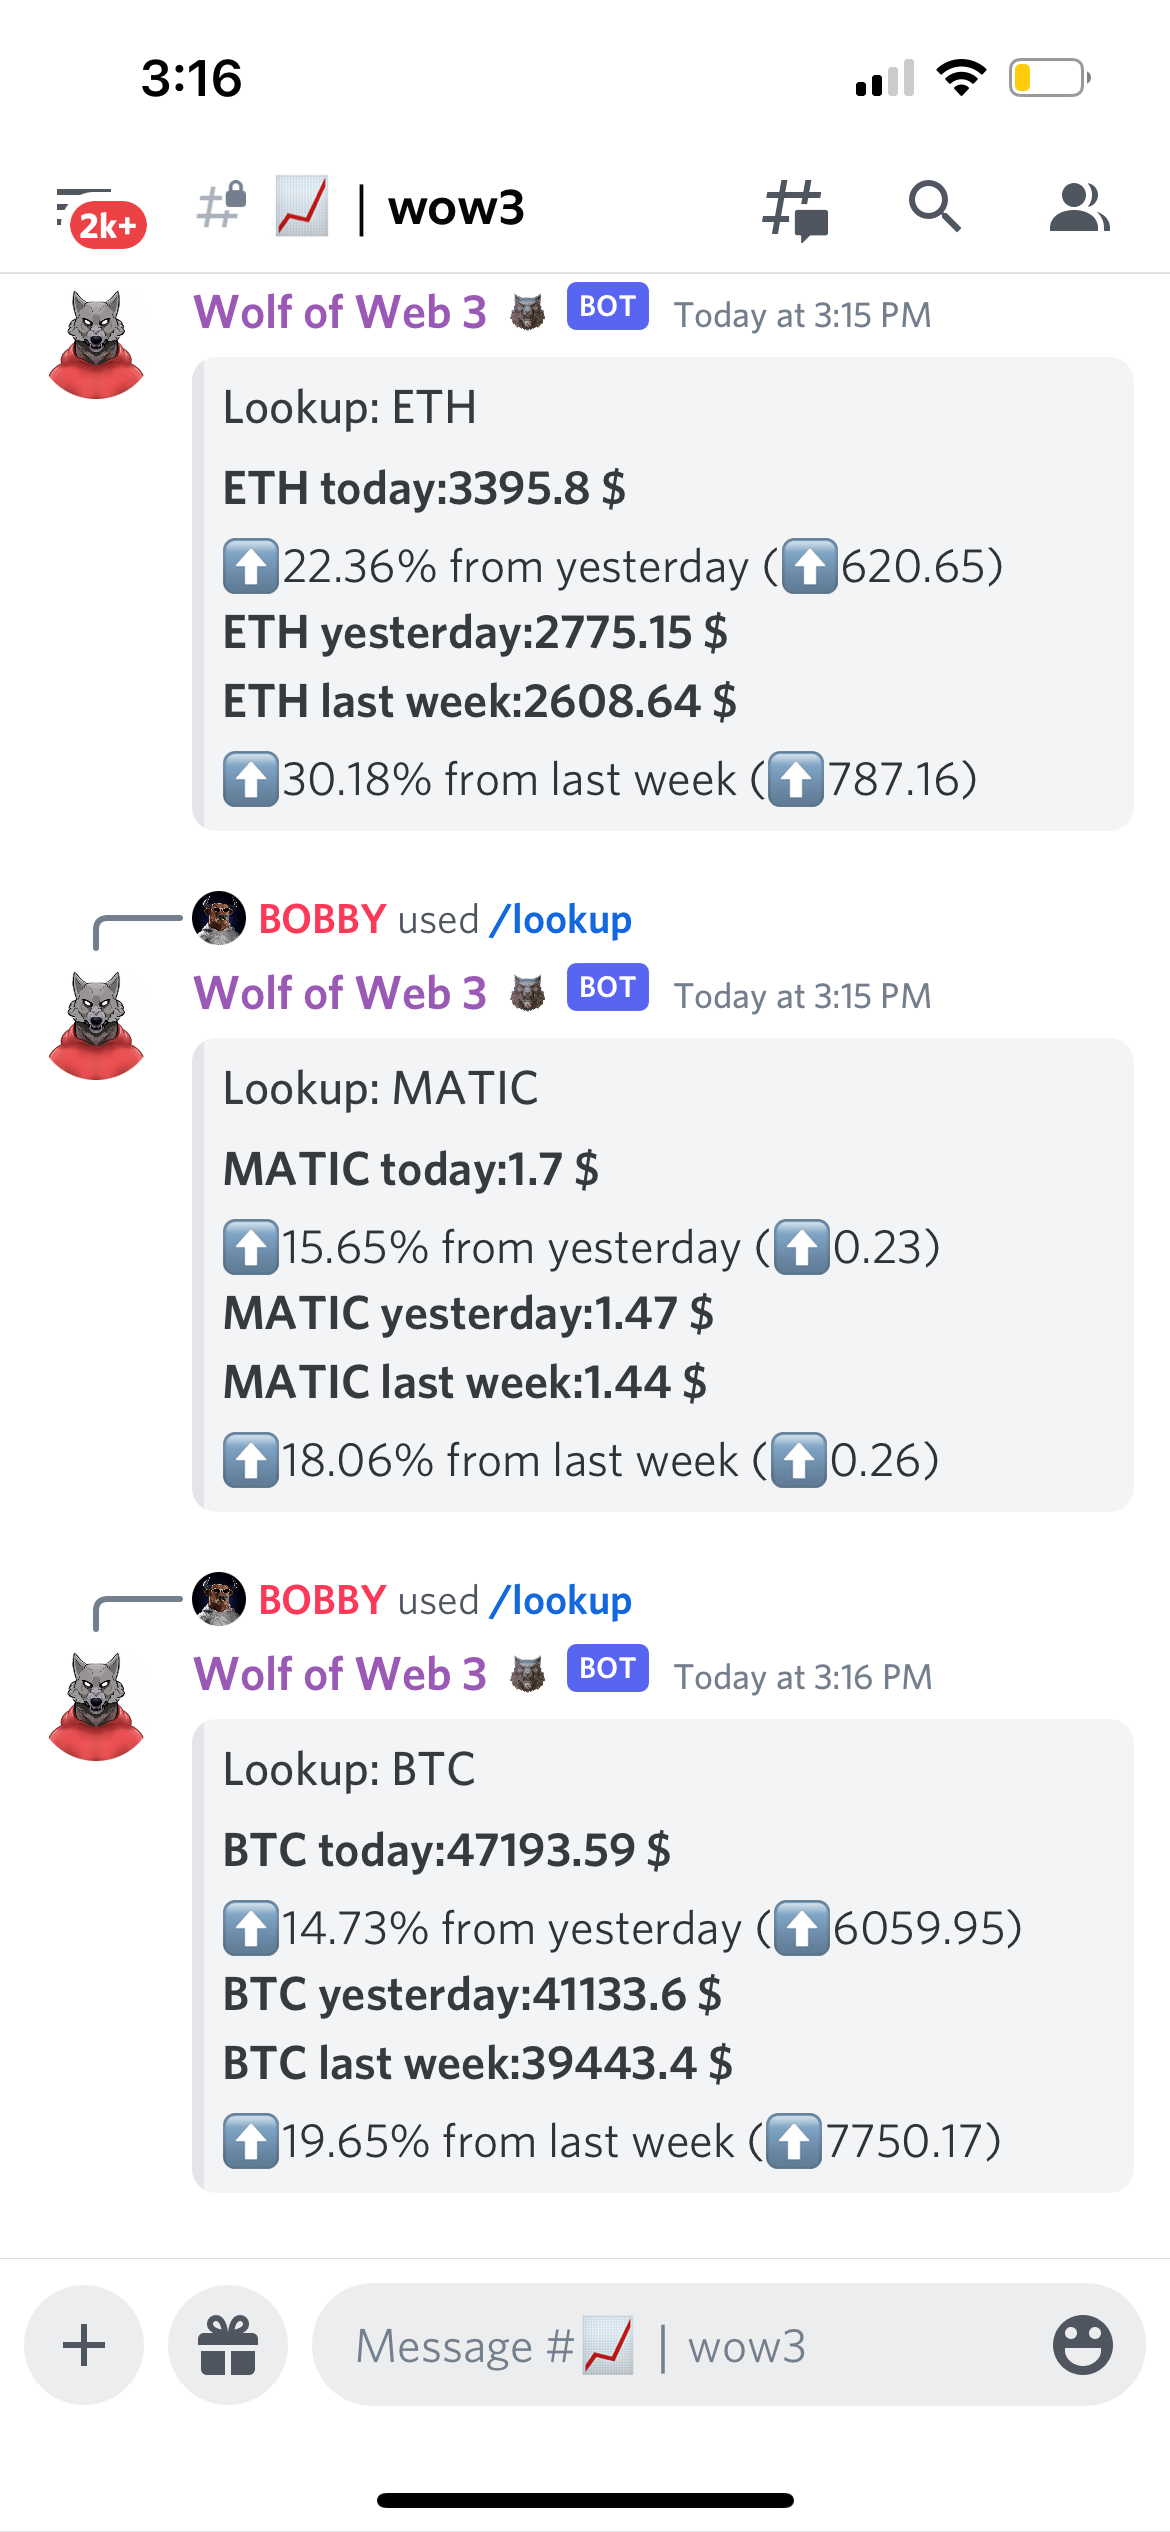 3:16
2k+
# 📈 | wow3
Wolf of Web 3 🐺 BOT Today at 3:15 PM
Lookup: ETH
ETH today:3395.8 $
⬆️22.36% from yesterday (⬆️620.65)
ETH yesterday:2775.15 $
ETH last week:2608.64 $
⬆️30.18% from last week (⬆️787.16)
BOBBY used /lookup
Wolf of Web 3 🐺 BOT Today at 3:15 PM
Lookup: MATIC
MATIC today:1.7 $
⬆️15.65% from yesterday (⬆️0.23)
MATIC yesterday:1.47 $
MATIC last week:1.44 $
⬆️18.06% from last week (⬆️0.26)
BOBBY used /lookup
Wolf of Web 3 🐺 BOT Today at 3:16 PM
Lookup: BTC
BTC today:47193.59 $
⬆️14.73% from yesterday (⬆️6059.95)
BTC yesterday:41133.6 $
BTC last week:39443.4 $
⬆️19.65% from last week (⬆️7750.17)
Message #📈 | wow3